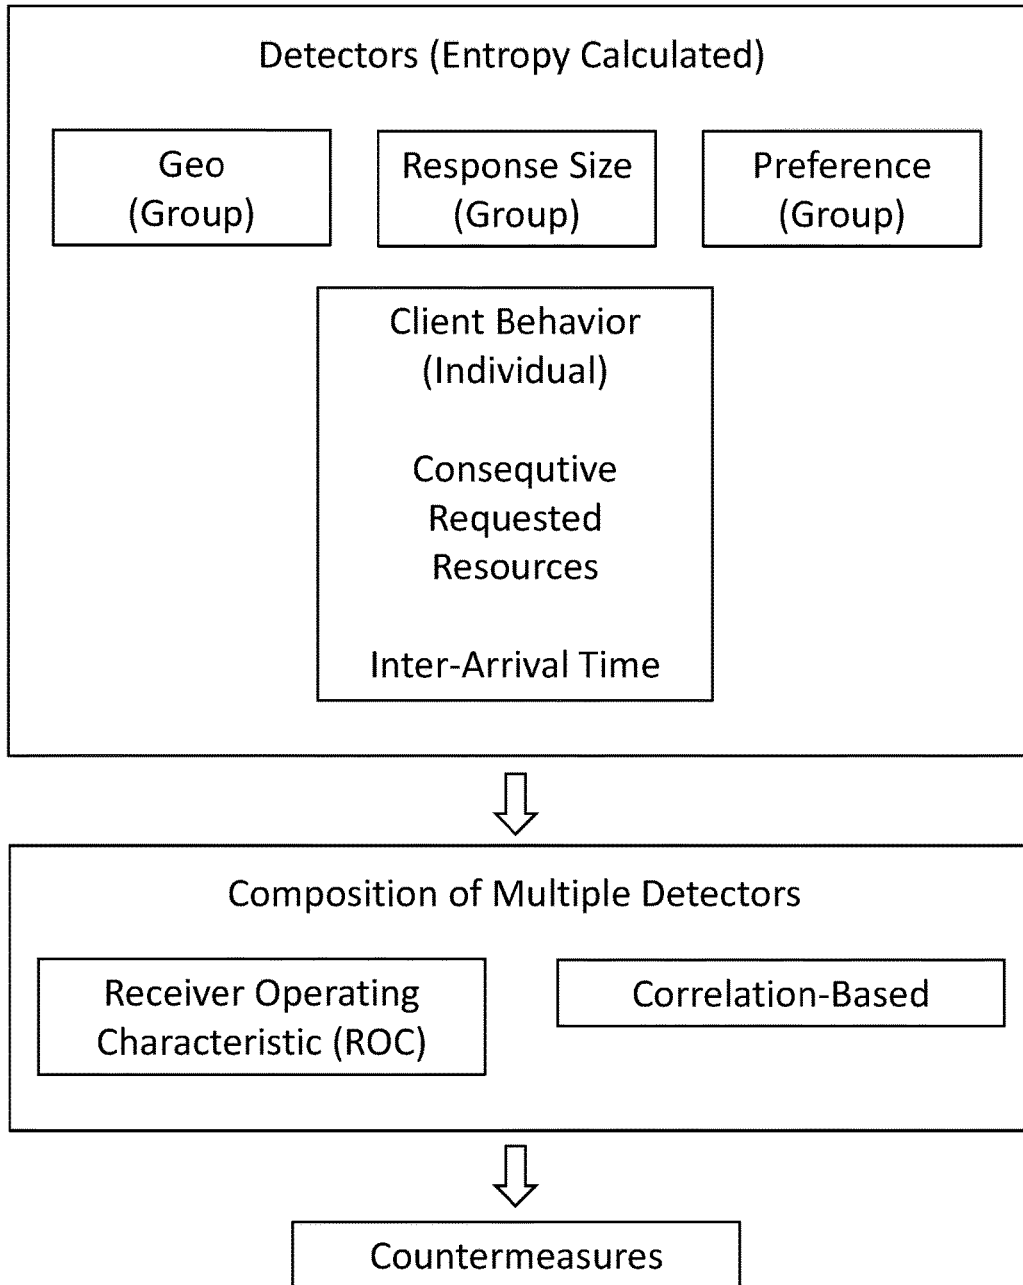 Detectors (Entropy Calculated)
Geo
(Group)
Response Size
(Group)
Preference
(Group)
Client Behavior
(Individual)
Consequtive
Requested
Resources
Inter-Arrival Time
Composition of Multiple Detectors
Receiver Operating
Characteristic (ROC)
Correlation-Based
Countermeasures